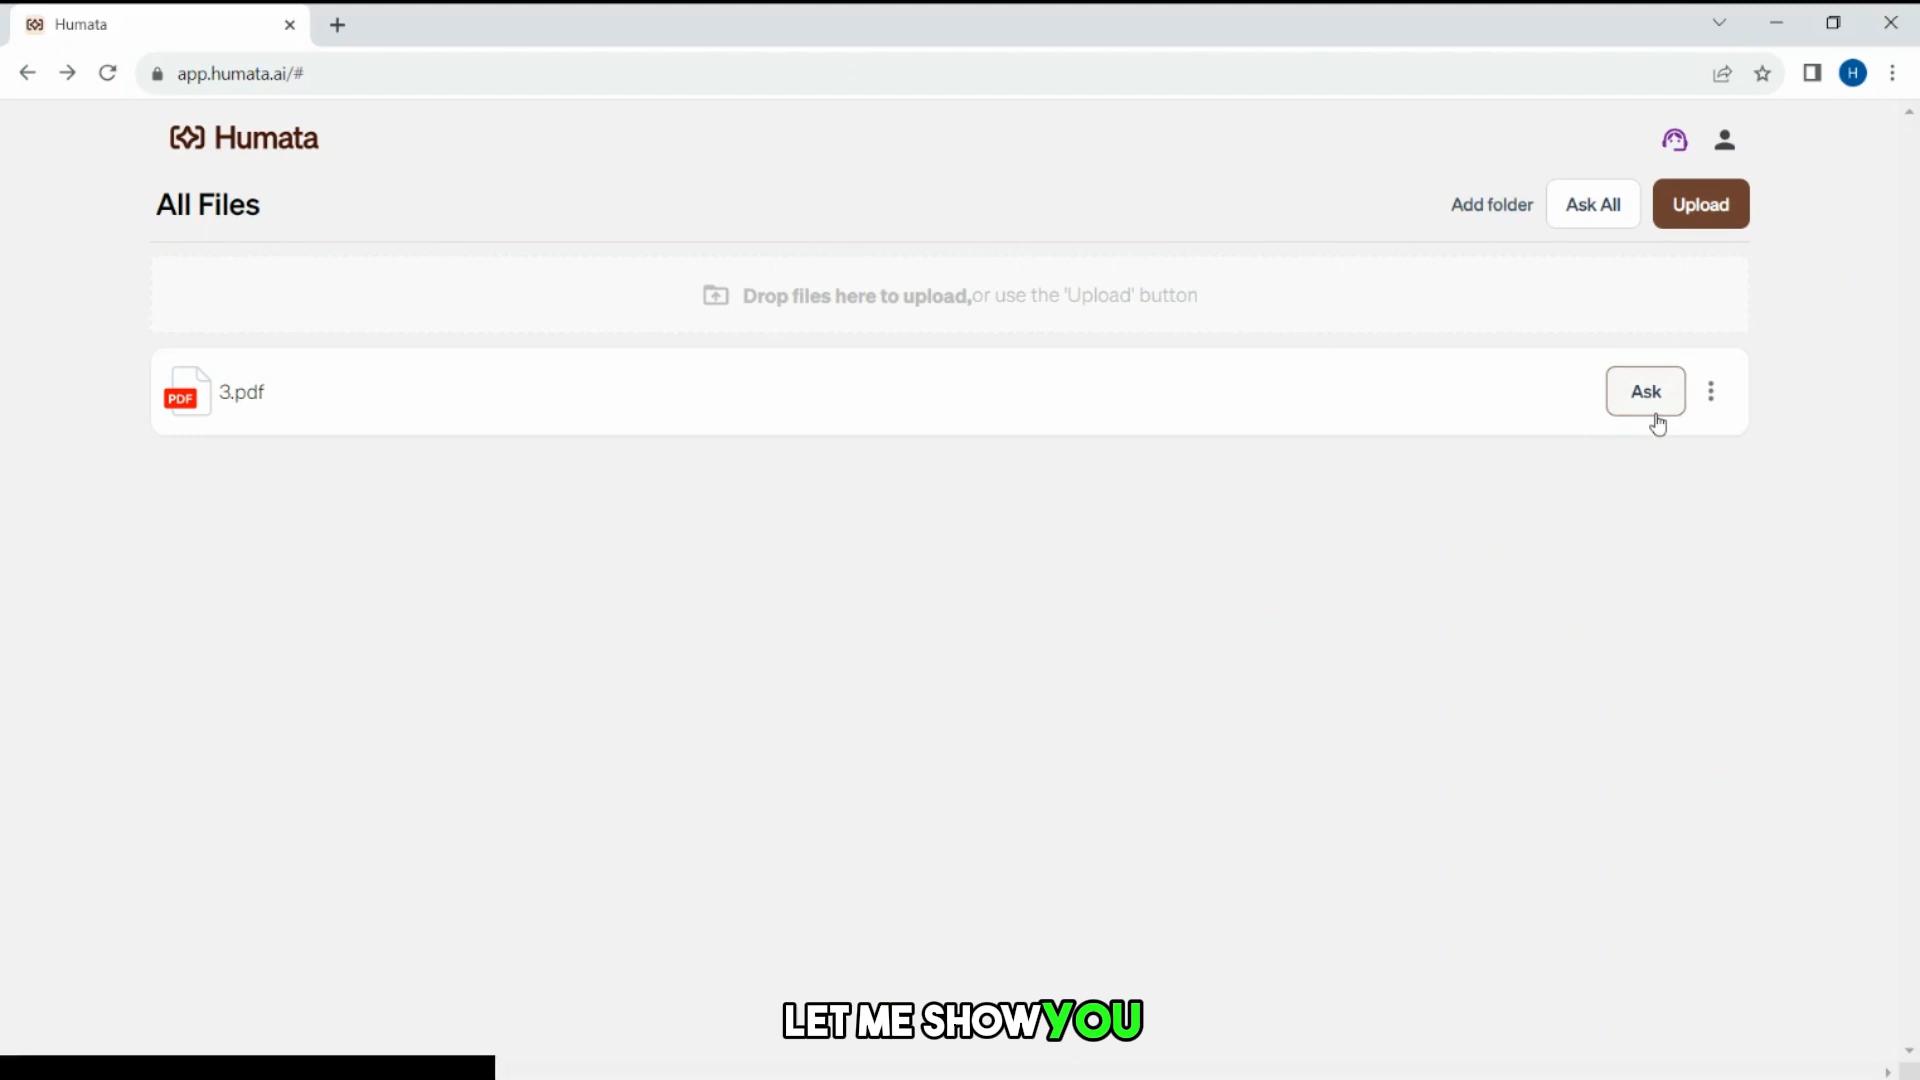 Humata
app.humata.ai/#
H
Humata
All Files
Add folder
Ask All
Upload
Drop files here to upload,or use the 'Upload' button
PDF
3.pdf
Ask
LET ME SHOW YOU